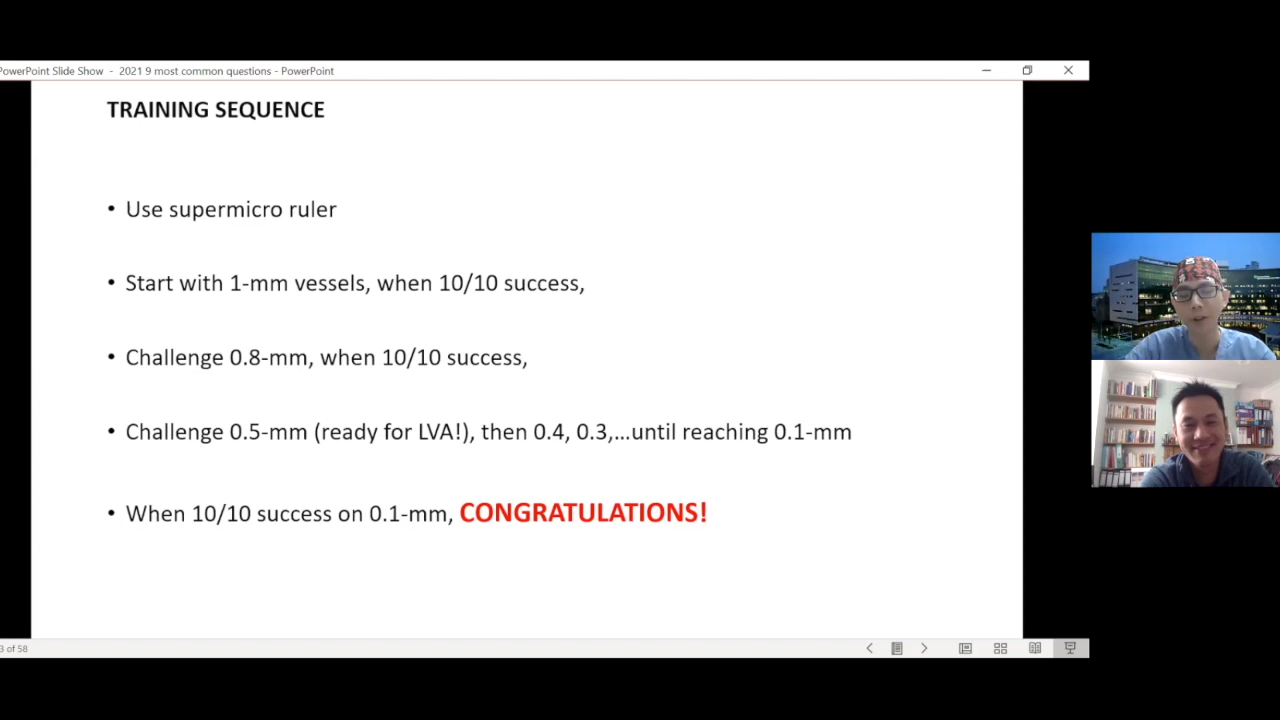 PowerPoint Slide Show - 2021 9 most common questions - PowerPoint
TRAINING SEQUENCE
• Use supermicro ruler
• Start with 1-mm vessels, when 10/10 success,
• Challenge 0.8-mm, when 10/10 success,
• Challenge 0.5-mm (ready for LVA!), then 0.4, 0.3,...until reaching 0.1-mm
• When 10/10 success on 0.1-mm, CONGRATULATIONS!
3 of 58